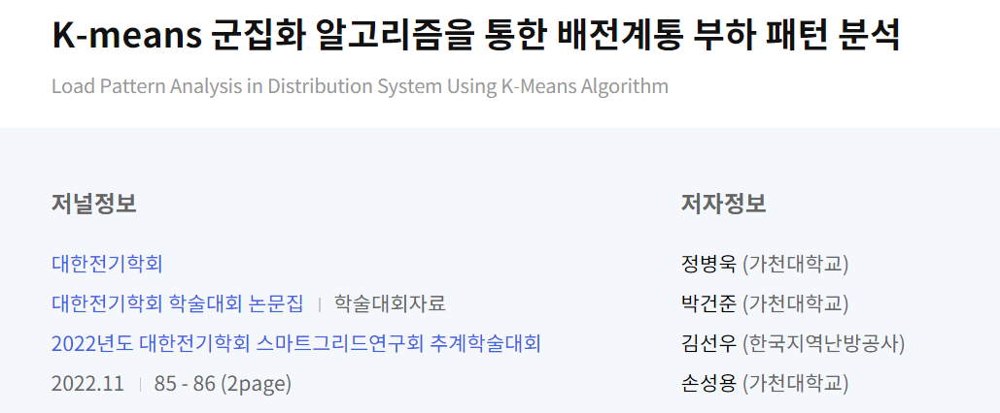 K-means 군집화 알고리즘을 통한 배전계통 부하 패턴 분석
Load Pattern Analysis in Distribution System Using K-Means Algorithm
저널정보
대한전기학회
대한전기학회 학술대회 논문집 | 학술대회자료
2022년도 대한전기학회 스마트그리드연구회 추계학술대회
2022.11 | 85 - 86 (2page)
저자정보
정병욱 (가천대학교)
박건준 (가천대학교)
김선우 (한국지역난방공사)
손성용 (가천대학교)